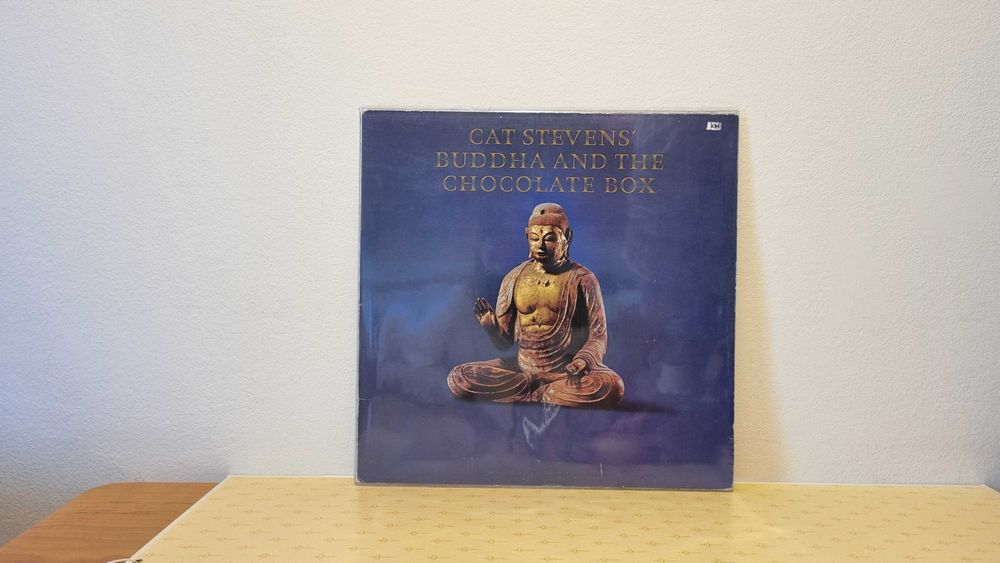 CAT STEVENS'
BUDDHA AND THE
CHOCOLATE BOX